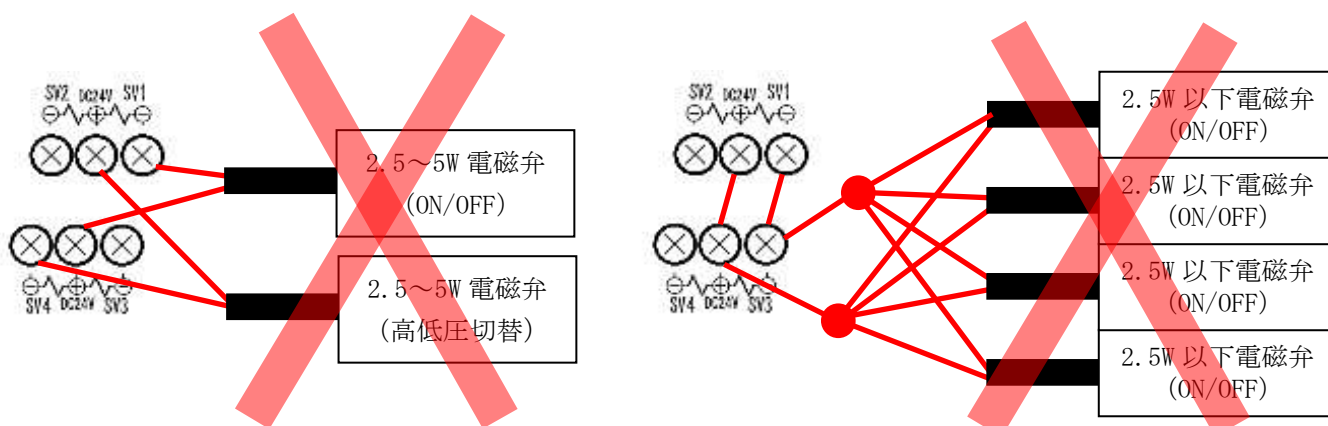 SV2 DC24V SV1
⊖ ⊕ ⊖
⊖ ⊕ ⊖
SV4 DC24V SV3
2.5～5W 電磁弁
(ON/OFF)
2.5～5W 電磁弁
(高低圧切替)
SV2 DC24V SV1
⊖ ⊕ ⊖
⊖ ⊕ ⊖
SV4 DC24V SV3
2.5W 以下電磁弁
(ON/OFF)
2.5W 以下電磁弁
(ON/OFF)
2.5W 以下電磁弁
(ON/OFF)
2.5W 以下電磁弁
(ON/OFF)